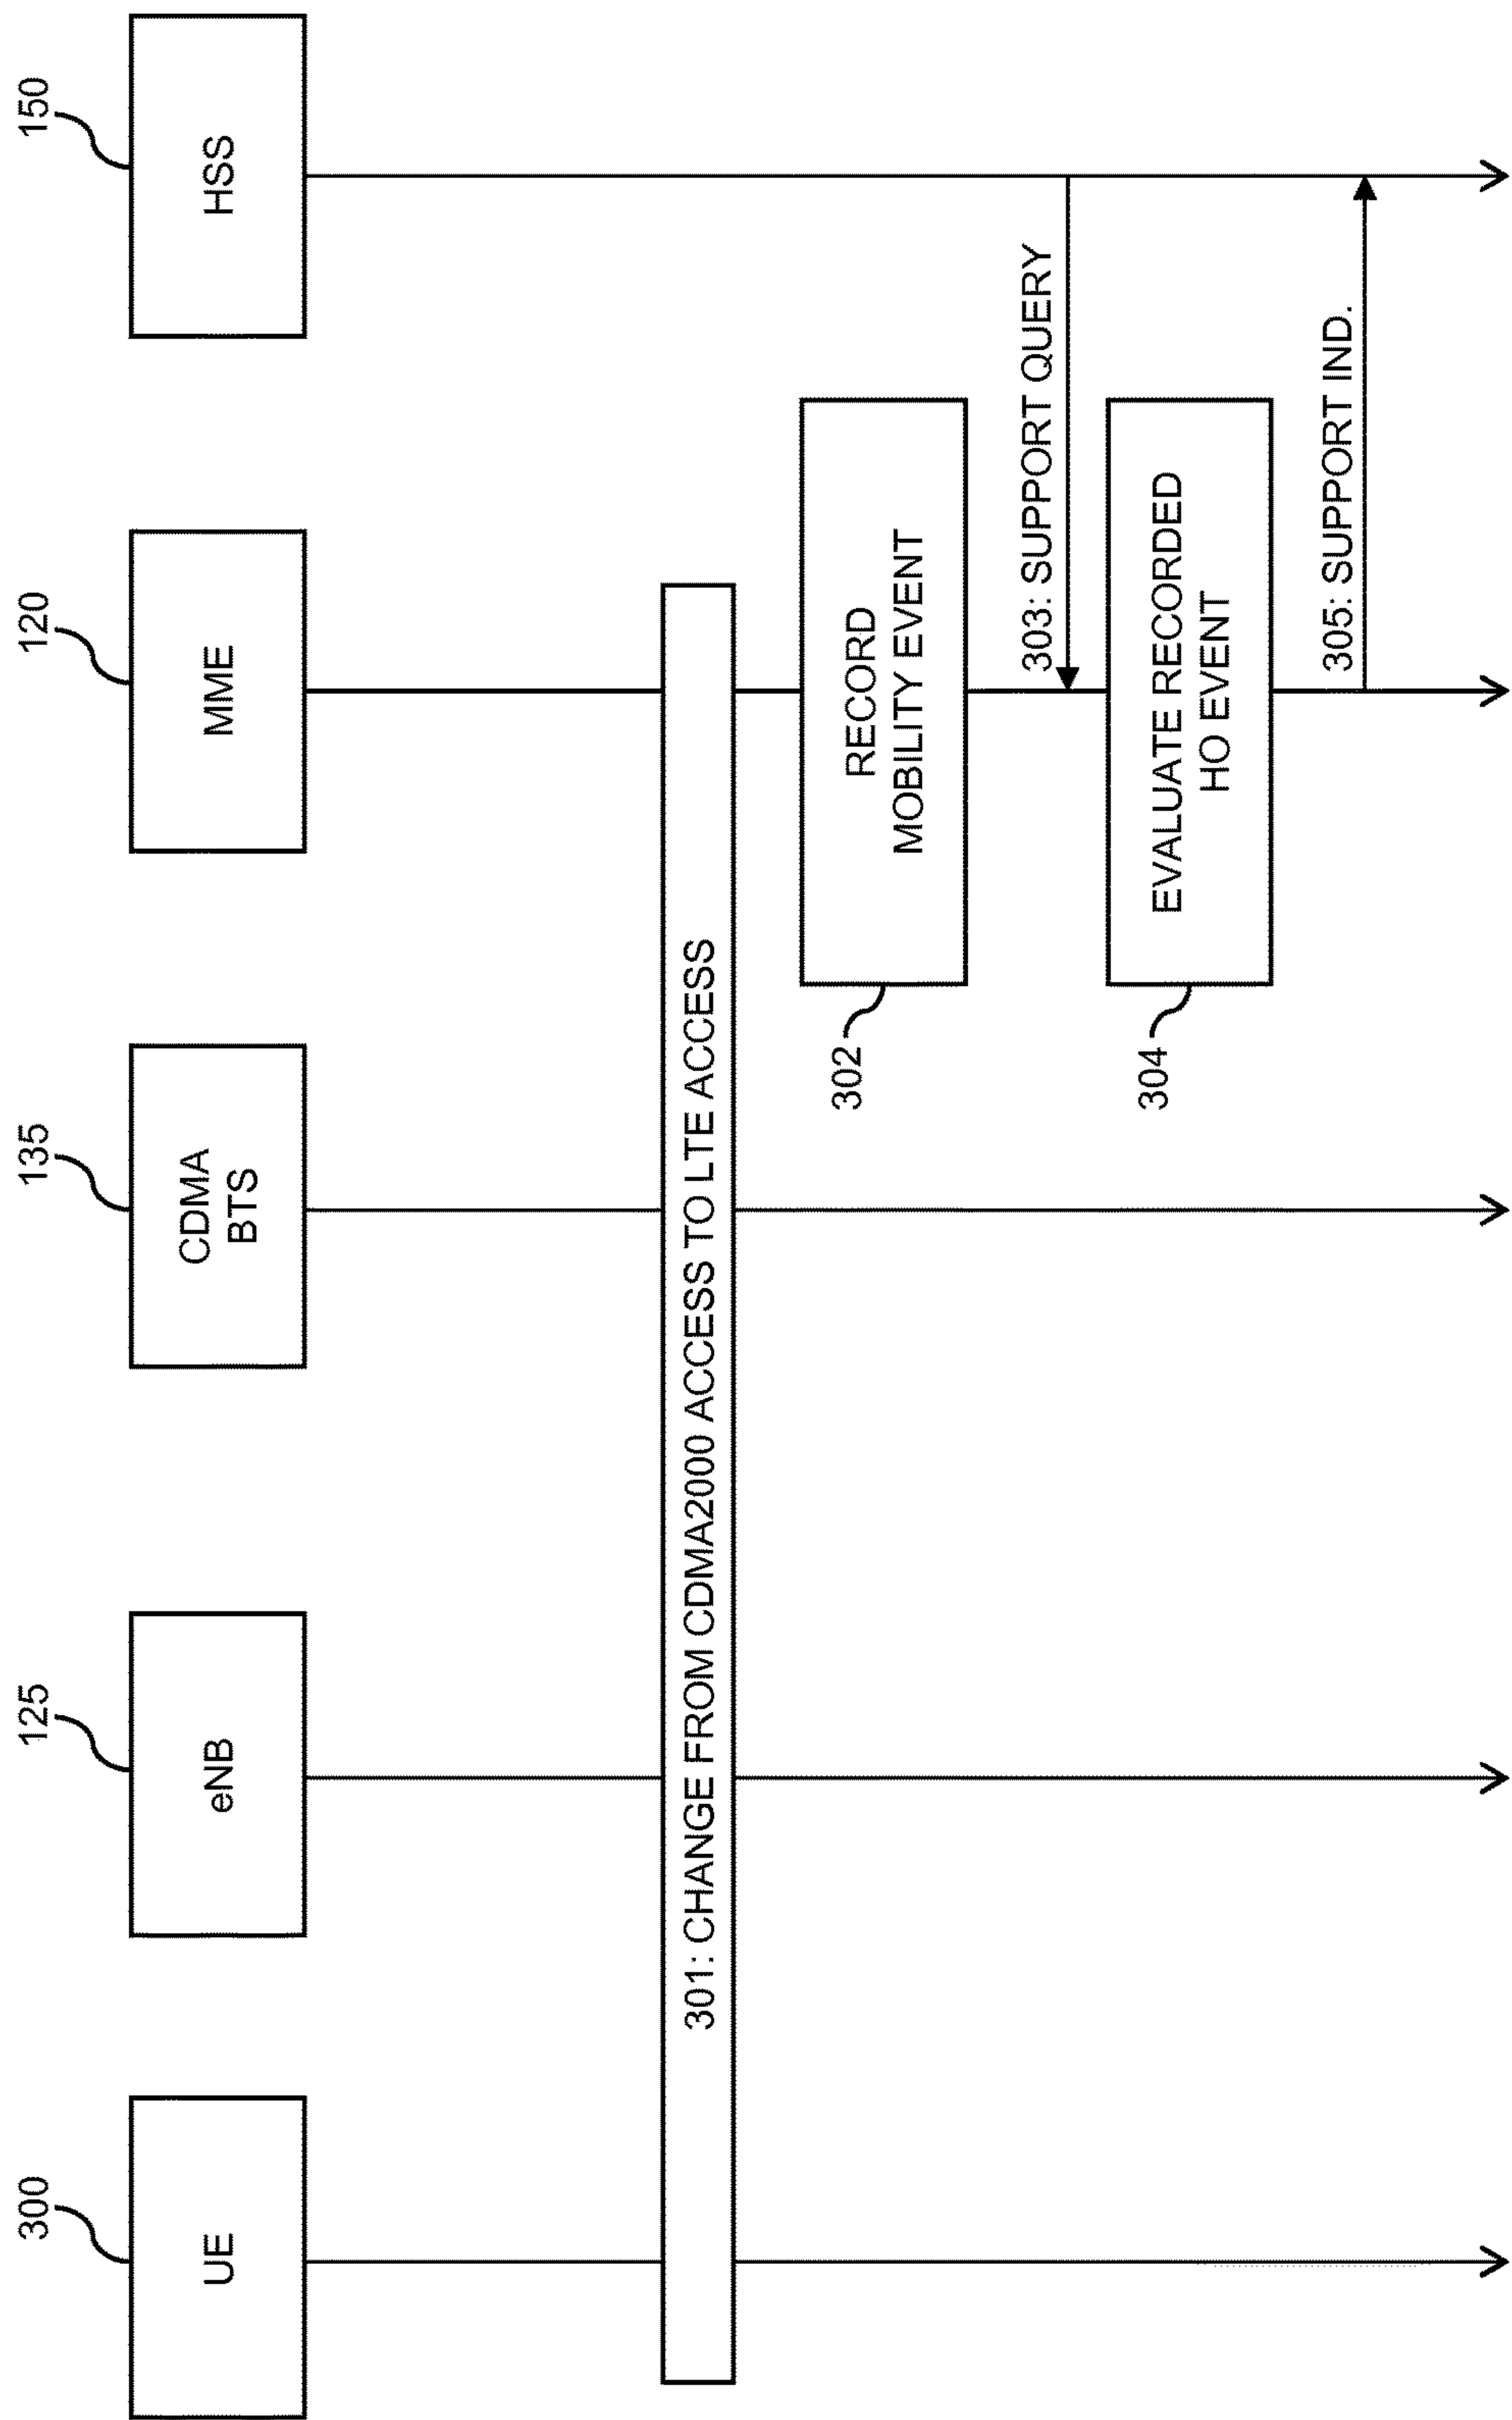 300
125
135
120
150
UE
eNB
CDMA
BTS
MME
HSS
301: CHANGE FROM CDMA2000 ACCESS TO LTE ACCESS
302
RECORD
MOBILITY EVENT
303: SUPPORT QUERY
304
EVALUATE RECORDED
HO EVENT
305: SUPPORT IND.